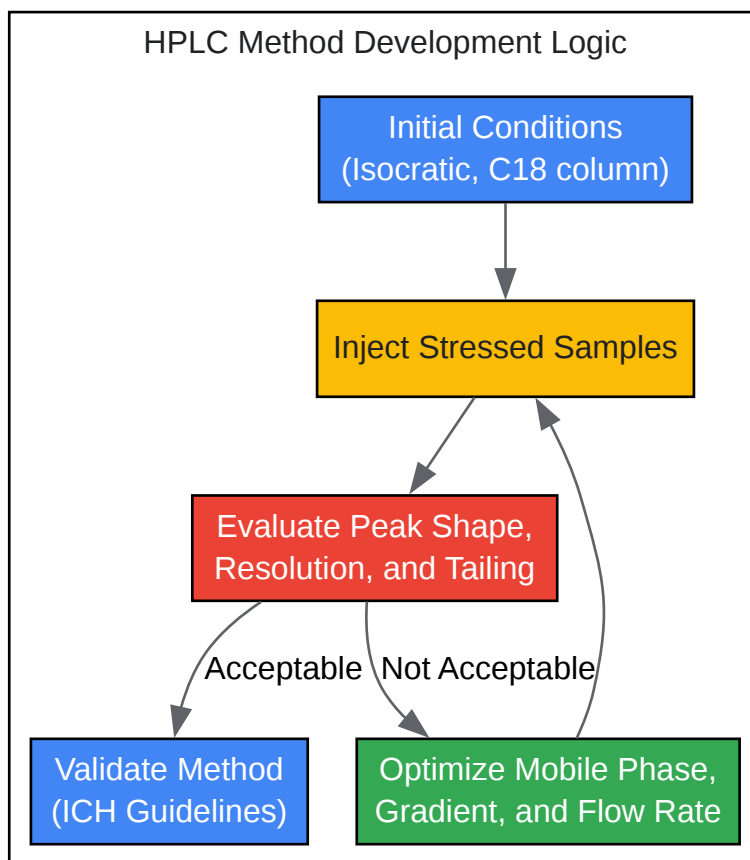 HPLC Method Development Logic
Initial Conditions
(Isocratic, C18 column)
Inject Stressed Samples
Evaluate Peak Shape,
Resolution, and Tailing
Acceptable
Not Acceptable
Validate Method
(ICH Guidelines)
Optimize Mobile Phase,
Gradient, and Flow Rate